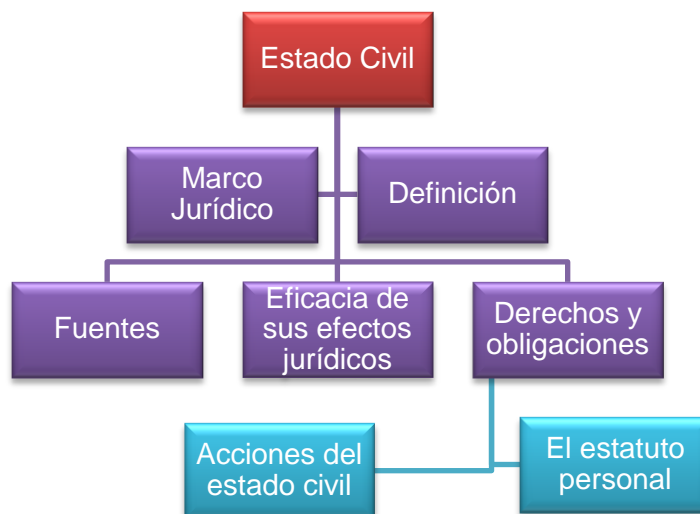 Estado Civil
Marco
Jurídico
Definición
Fuentes
Eficacia de
sus efectos
jurídicos
Derechos y
obligaciones
Acciones del
estado civil
El estatuto
personal